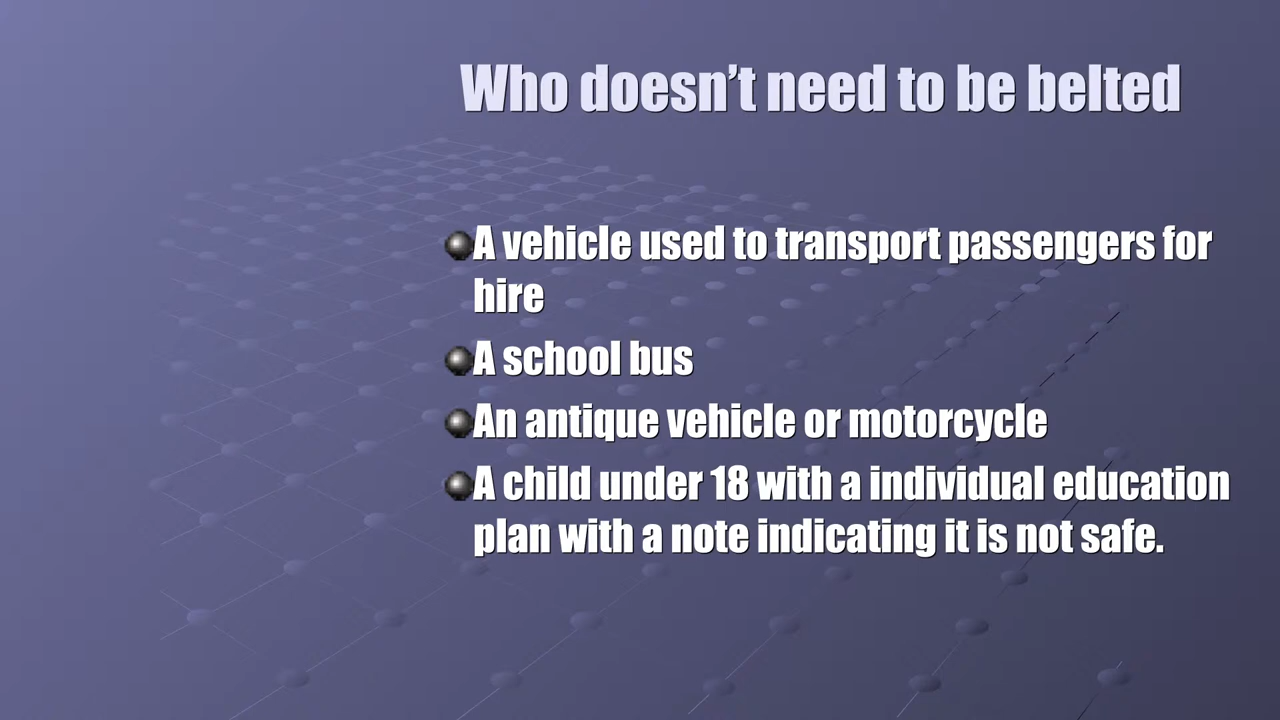 Who doesn’t need to be belted
A vehicle used to transport passengers for
hire
A school bus
An antique vehicle or motorcycle
A child under 18 with a individual education
plan with a note indicating it is not safe.